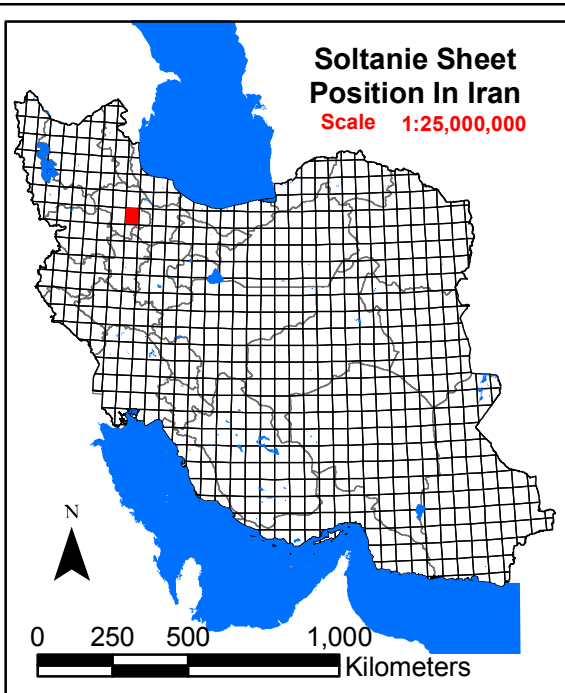 Soltanie Sheet
Position In Iran
Scale 1:25,000,000
N
0 250 500 1,000
Kilometers